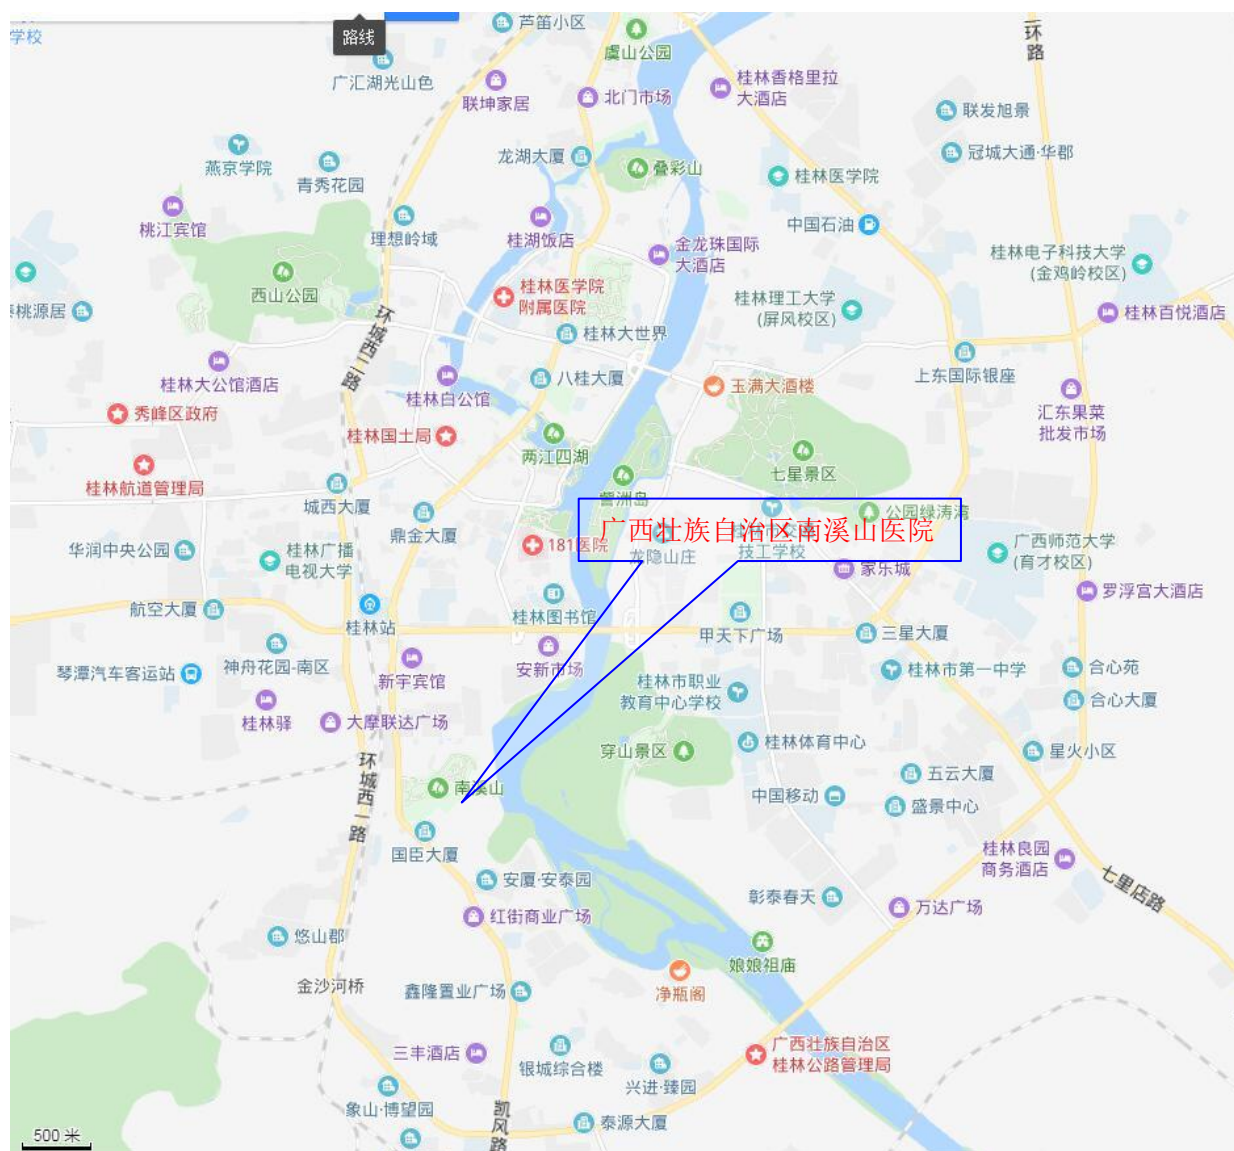 学校
路线
芦笛小区
虞山公园
二环路
广汇湖光山色
联坤家居
北门市场
桂林香格里拉
大酒店
联发旭景
燕京学院
青秀花园
龙湖大厦
叠彩山
桂林医学院
冠城大通·华郡
桃江宾馆
理想岭域
桂湖饭店
金龙珠国际
大酒店
中国石油
桂林电子科技大学
(金鸡岭校区)
桃源居
西山公园
桂林医学院
附属医院
桂林理工大学
(屏风校区)
桂林百悦酒店
环城西二路
桂林大世界
桂林大公馆酒店
桂林白公馆
八桂大厦
玉满大酒楼
上东国际银座
秀峰区政府
桂林国土局
汇东果菜
批发市场
桂林航道管理局
两江四湖
七星景区
城西大厦
訾洲岛
公园绿涛湾
鼎金大厦
广西壮族自治区南溪山医院
华润中央公园
桂林广播
电视大学
181医院
龙隐山庄
技工学校
家乐城
广西师范大学
(育才校区)
罗浮宫大酒店
航空大厦
桂林站
桂林图书馆
甲天下广场
三星大厦
琴潭汽车客运站
神舟花园-南区
新宇宾馆
安新市场
桂林市职业
教育中心学校
桂林市第一中学
合心苑
合心大厦
桂林驿
大摩联达广场
穿山景区
桂林体育中心
星火小区
环城西一路
南溪山
中国移动
五云大厦
盛景中心
国臣大厦
桂林良园
商务酒店
安厦·安泰园
彰泰春天
万达广场
七里店路
红街商业广场
悠山郡
娘娘祖庙
金沙河桥
鑫隆置业广场
净瓶阁
三丰酒店
银城综合楼
兴进·臻园
广西壮族自治区
桂林公路管理局
象山·博望园
凯风路
泰源大厦
500 米